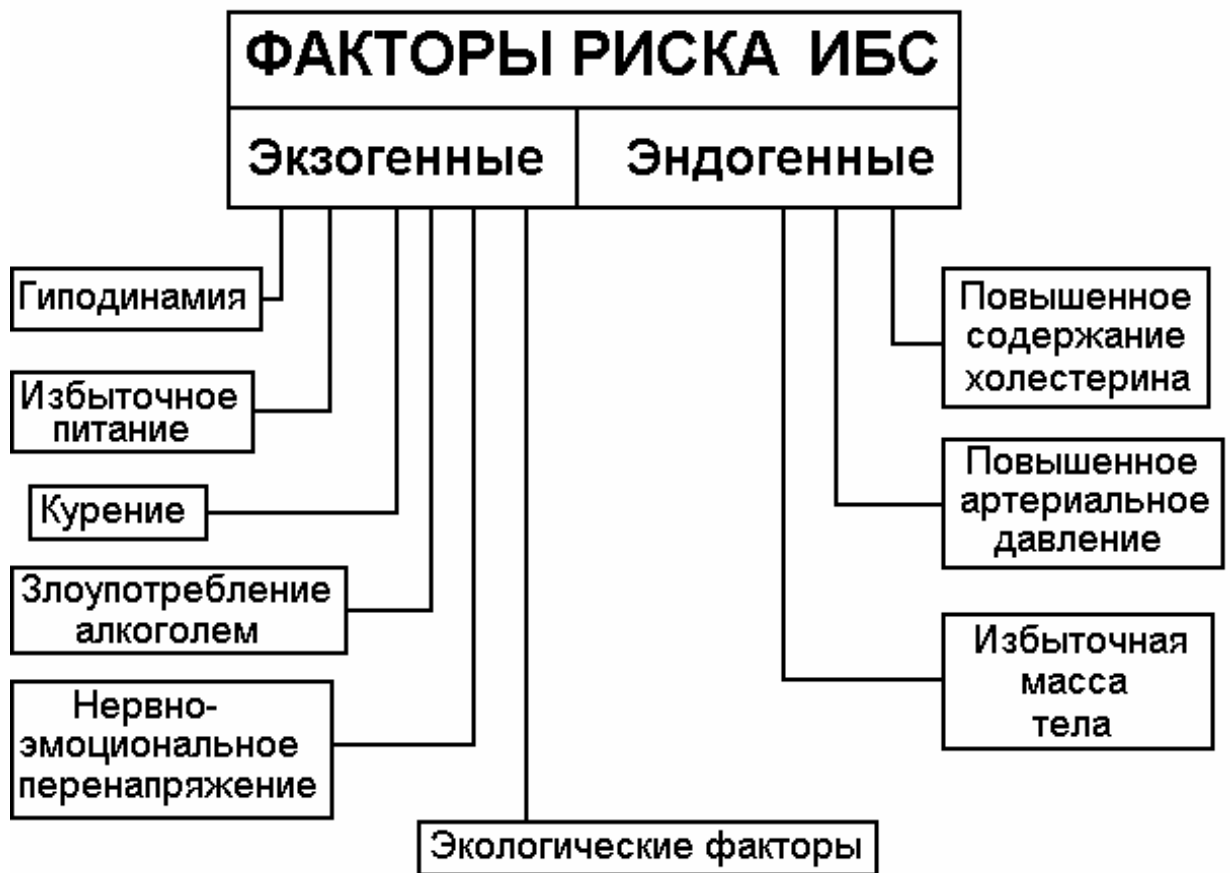 ФАКТОРЫ РИСКА ИБС
Экзогенные
Эндогенные
Гиподинамия
Избыточное
питание
Курение
Злоупотребление
алкоголем
Нервно-
эмоциональное
перенапряжение
Экологические факторы
Повышенное
содержание
холестерина
Повышенное
артериальное
давление
Избыточная
масса
тела